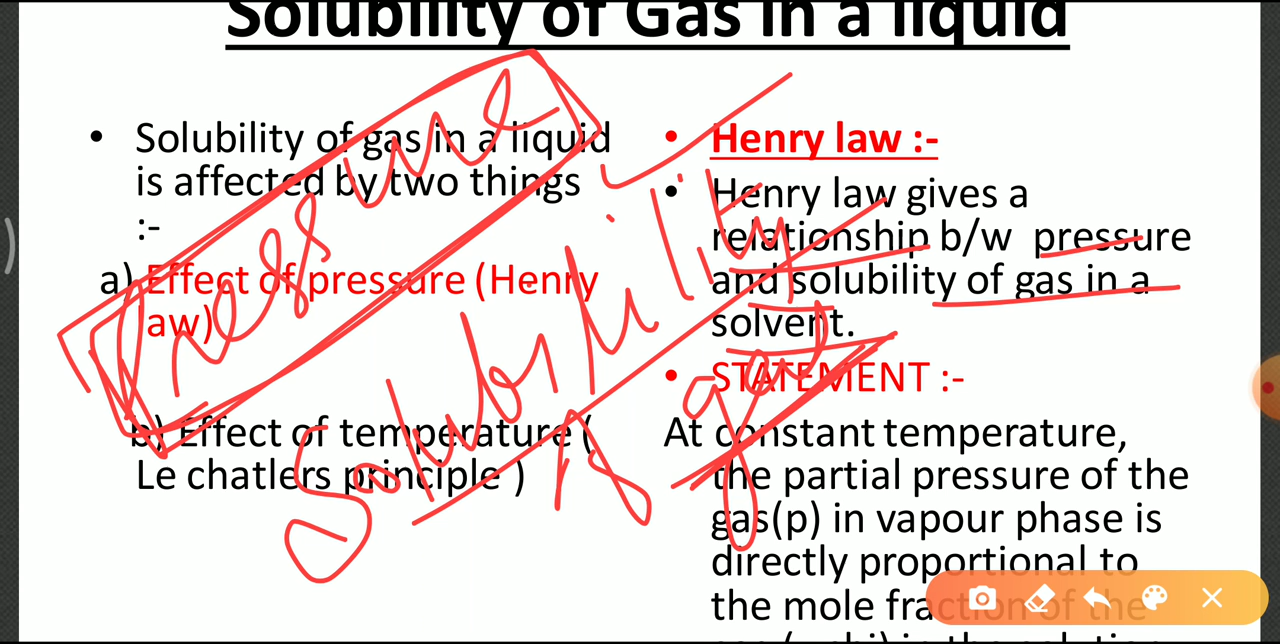 Solubility of Gas in a liquid
• Solubility of gas in a liquid
is affected by two things
:-
a) Effect of pressure (Henry
aw)
b) Effect of temperature (
Le chatlers principle )
• Henry law :-
• Henry law gives a
relationship b/w pressure
and solubility of gas in a
solvent.
• STATEMENT :-
At constant temperature,
the partial pressure of the
gas(p) in vapour phase is
directly proportional to
the mole fraction of the
Pressure
Solubility
of gas